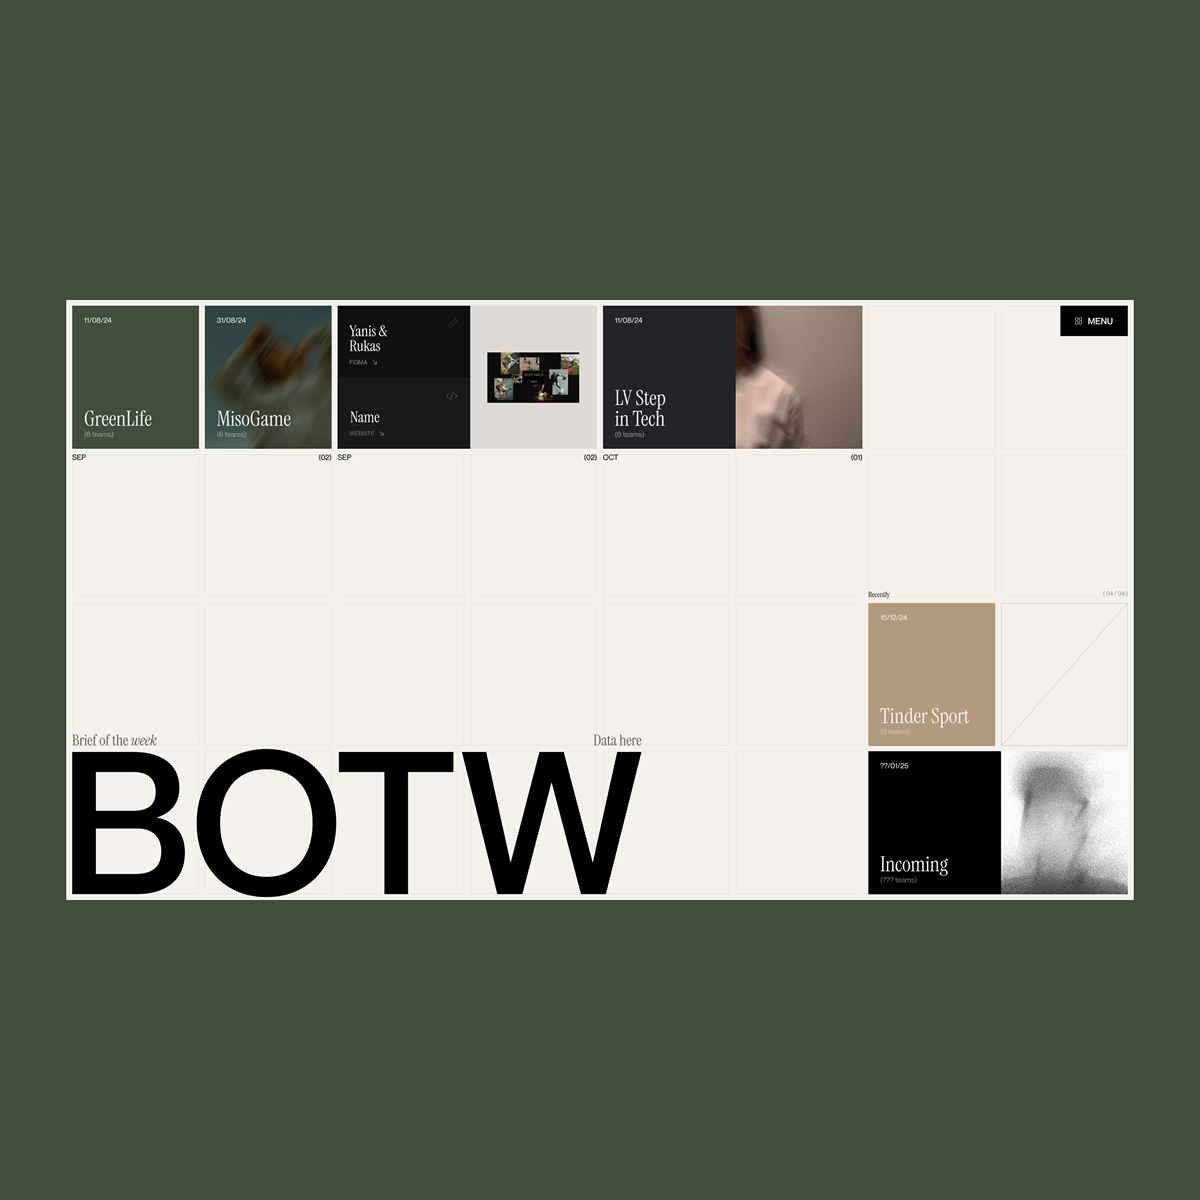 11/08/24
GreenLife
(6 teams)
31/08/24
MisoGame
(6 teams)
Yanis &
Rukas
FIGMA
</>
Name
WEBSITE
11/08/24
LV Step
in Tech
(6 teams)
MENU
SEP
(02)
SEP
(02)
OCT
(01)
Recently
( 04 / 04 )
15/12/24
Tinder Sport
(6 teams)
Brief of the week
Data here
BOTW
??/01/25
Incoming
(??? teams)